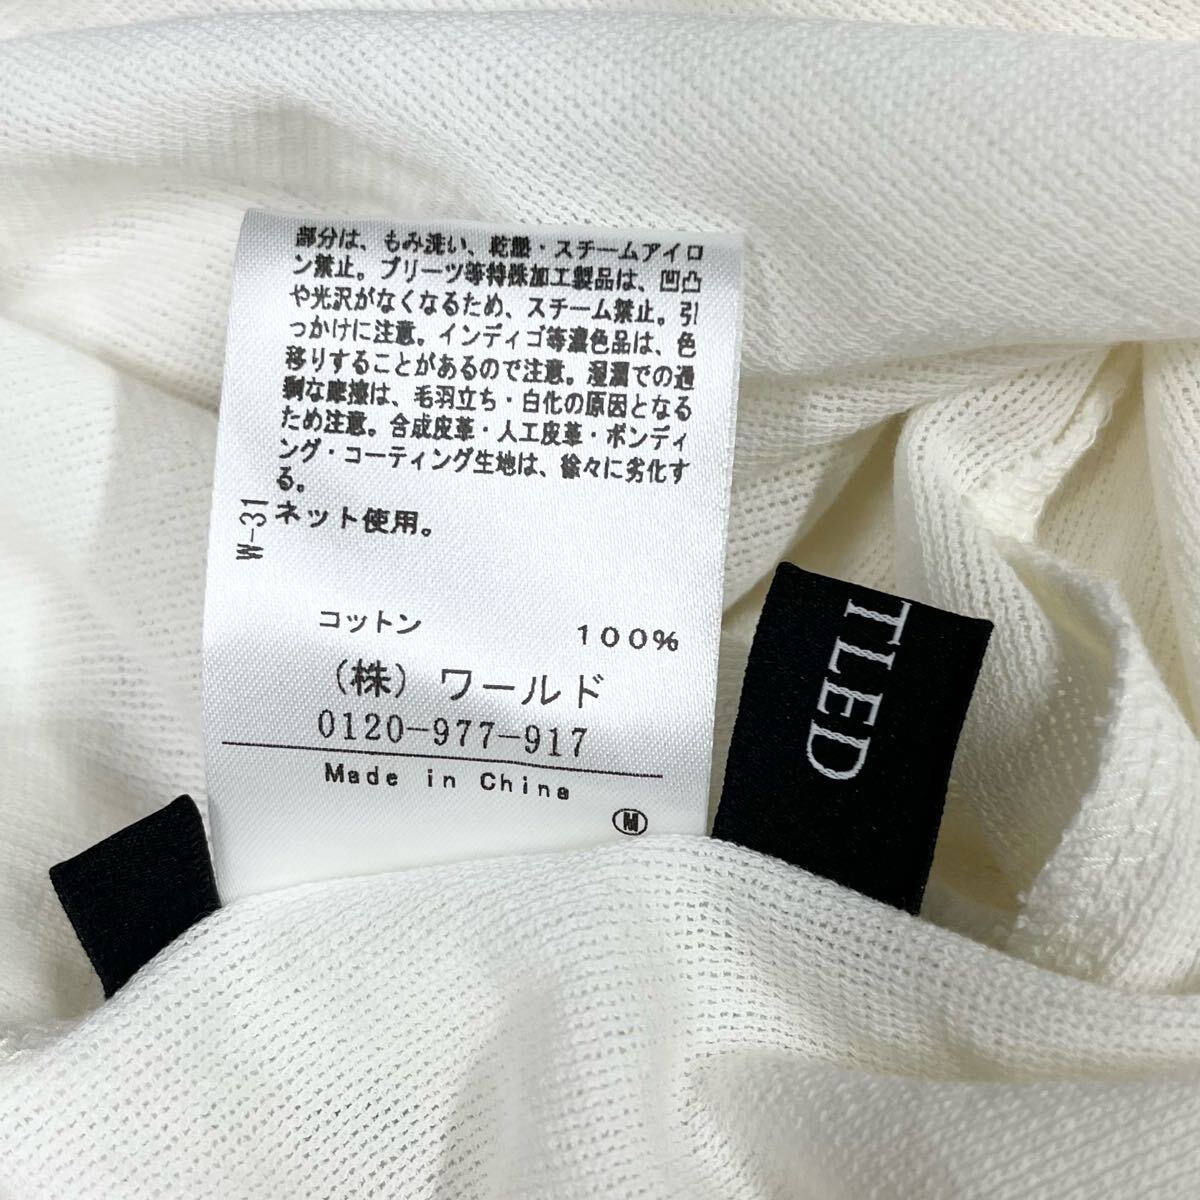 部分は、もみ洗い、乾燥・スチームアイロ
ン禁止。プリーツ等特殊加工製品は、凹凸
や光沢がなくなるため、スチーム禁止。引
っかけに注意。インディゴ等濃色品は、色
移りすることがあるので注意。湿潤での過
剰な摩擦は、毛羽立ち・白化の原因となる
ため注意。合成皮革・人工皮革・ボンディ
ング・コーティング生地は、徐々に劣化す
る。
ネット使用。
W-31
コットン 100%
(株) ワールド
0120-977-917
Made in China
M
TLED